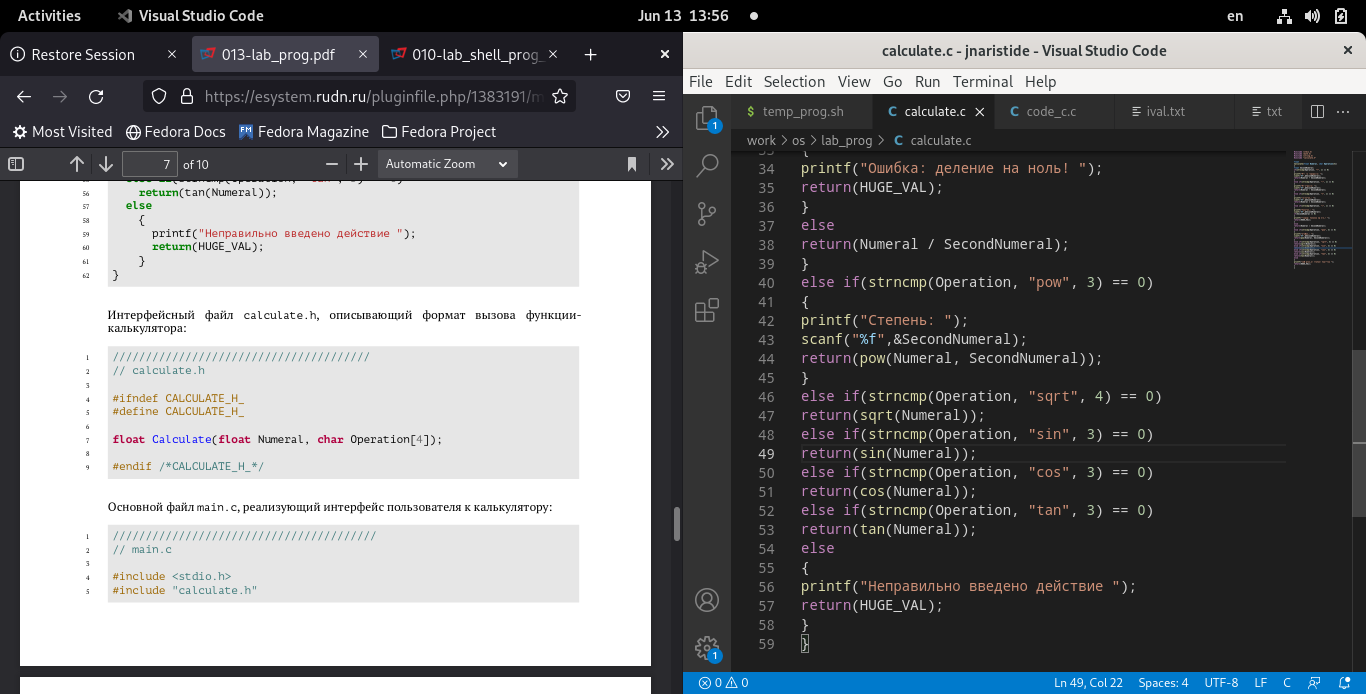 Activities Visual Studio Code Jun 13 13:56 en
Restore Session 013-lab_prog.pdf 010-lab_shell_prog_
https://esystem.rudn.ru/pluginfile.php/1383191/m
Most Visited Fedora Docs Fedora Magazine Fedora Project
7 of 10 Automatic Zoom
56 return(tan(Numeral));
57 else
58 {
59 printf("Неправильно введено действие ");
60 return(HUGE_VAL);
61 }
62 }
Интерфейсный файл calculate.h, описывающий формат вызова функции-
калькулятора:
1 ///////////////////////////////////////
2 // calculate.h
3
4 #ifndef CALCULATE_H_
5 #define CALCULATE_H_
6
7 float Calculate(float Numeral, char Operation[4]);
8
9 #endif /*CALCULATE_H_*/
Основной файл main.c, реализующий интерфейс пользователя к калькулятору:
1 ////////////////////////////////////////
2 // main.c
3
4 #include <stdio.h>
5 #include "calculate.h"
calculate.c - jnaristide - Visual Studio Code
File Edit Selection View Go Run Terminal Help
temp_prog.sh calculate.c code_c.c ival.txt txt
work > os > lab_prog > C calculate.c
33 {
34 printf("Ошибка: деление на ноль! ");
35 return(HUGE_VAL);
36 }
37 else
38 return(Numeral / SecondNumeral);
39 }
40 else if(strncmp(Operation, "pow", 3) == 0)
41 {
42 printf("Степень: ");
43 scanf("%f",&SecondNumeral);
44 return(pow(Numeral, SecondNumeral));
45 }
46 else if(strncmp(Operation, "sqrt", 4) == 0)
47 return(sqrt(Numeral));
48 else if(strncmp(Operation, "sin", 3) == 0)
49 return(sin(Numeral));
50 else if(strncmp(Operation, "cos", 3) == 0)
51 return(cos(Numeral));
52 else if(strncmp(Operation, "tan", 3) == 0)
53 return(tan(Numeral));
54 else
55 {
56 printf("Неправильно введено действие ");
57 return(HUGE_VAL);
58 }
59 }
1
1
0 0 Ln 49, Col 22 Spaces: 4 UTF-8 LF C